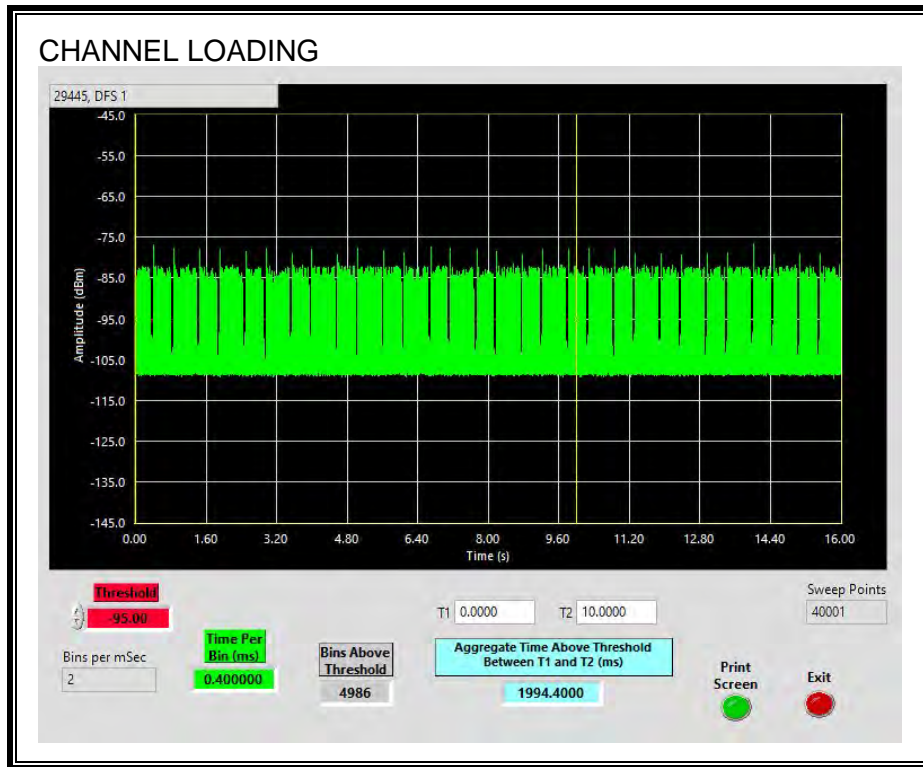 CHANNEL LOADING
29445, DFS 1
-45.0
-55.0
-65.0
-75.0
-85.0
-95.0
-105.0
-115.0
-125.0
-135.0
-145.0
Amplitude (dBm)
0.00 1.60 3.20 4.80 6.40 8.00 9.60 11.20 12.80 14.40 16.00
Time (s)
Threshold
-95.00
Bins per mSec
2
Time Per
Bin (ms)
0.400000
Bins Above
Threshold
4986
T1 0.0000 T2 10.0000
Aggregate Time Above Threshold
Between T1 and T2 (ms)
1994.4000
Sweep Points
40001
Print
Screen
Exit